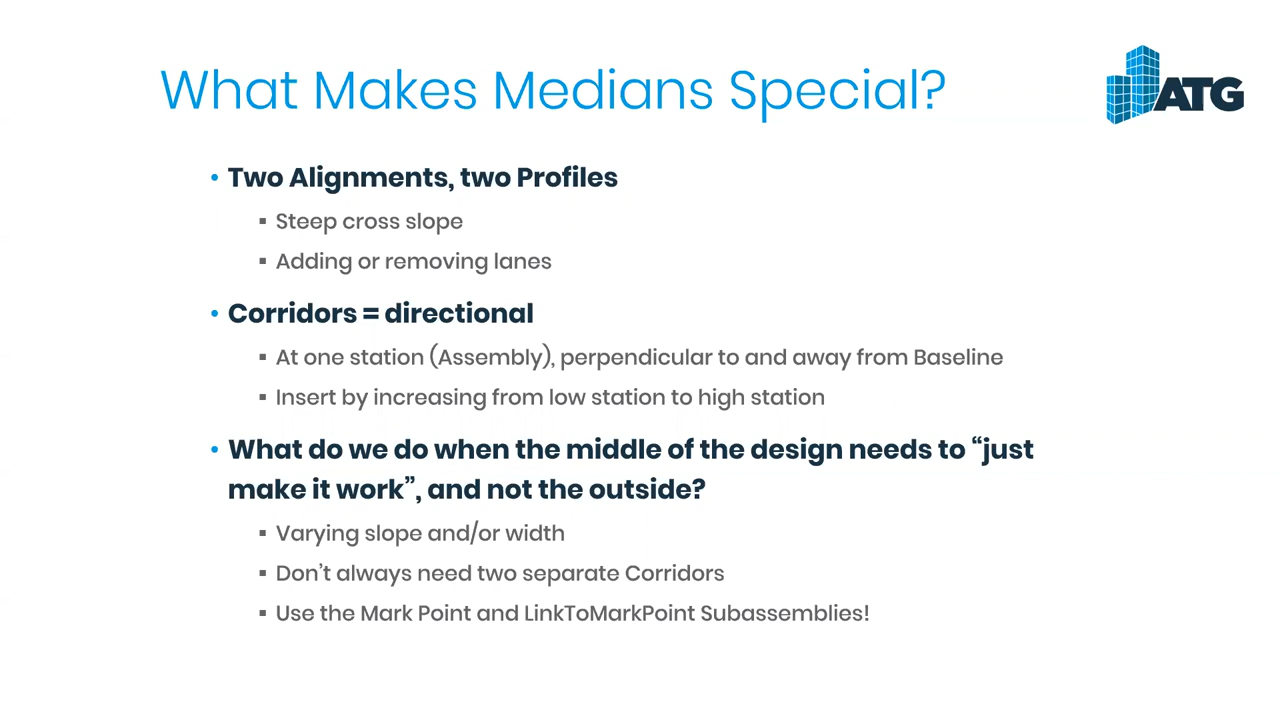 What Makes Medians Special?
ATG
• Two Alignments, two Profiles
▪ Steep cross slope
▪ Adding or removing lanes
• Corridors = directional
▪ At one station (Assembly), perpendicular to and away from Baseline
▪ Insert by increasing from low station to high station
• What do we do when the middle of the design needs to “just
make it work”, and not the outside?
▪ Varying slope and/or width
▪ Don’t always need two separate Corridors
▪ Use the Mark Point and LinkToMarkPoint Subassemblies!